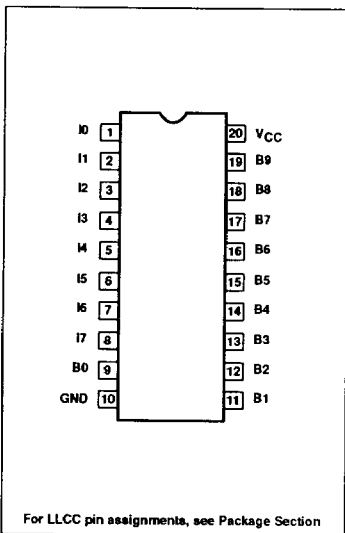 I0 1 20 VCC
I1 2 19 B9
I2 3 18 B8
I3 4 17 B7
I4 5 16 B6
I5 6 15 B5
I6 7 14 B4
I7 8 13 B3
B0 9 12 B2
GND 10 11 B1
For LLCC pin assignments, see Package Section